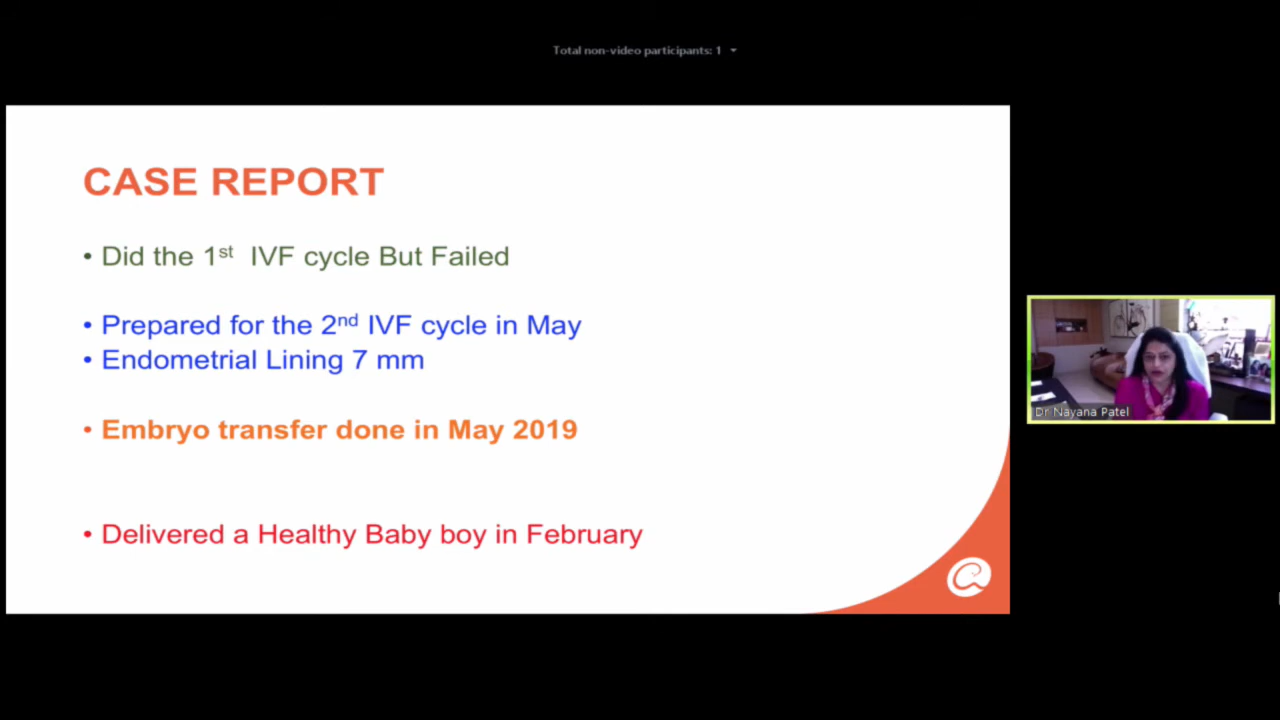 Total non-video participants: 1
CASE REPORT
• Did the 1st IVF cycle But Failed
• Prepared for the 2nd IVF cycle in May
• Endometrial Lining 7 mm
• Embryo transfer done in May 2019
• Delivered a Healthy Baby boy in February
Dr Nayana Patel